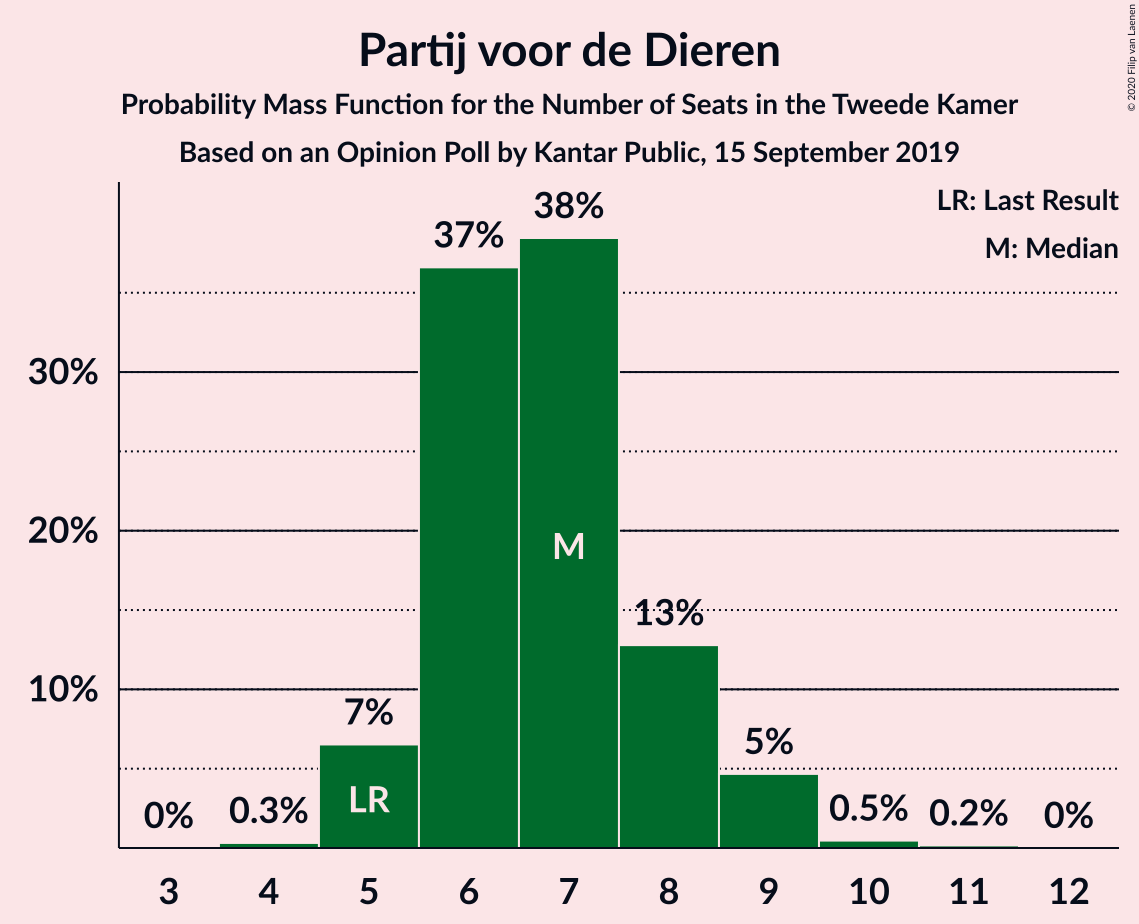 Partij voor de Dieren
Probability Mass Function for the Number of Seats in the Tweede Kamer
Based on an Opinion Poll by Kantar Public, 15 September 2019
© 2020 Filip van Laenen
LR: Last Result
M: Median
38%
37%
30%
20%
M
13%
10%
7%
5%
LR
0%
0.3%
0.5%
0.2%
0%
3 4 5 6 7 8 9 10 11 12